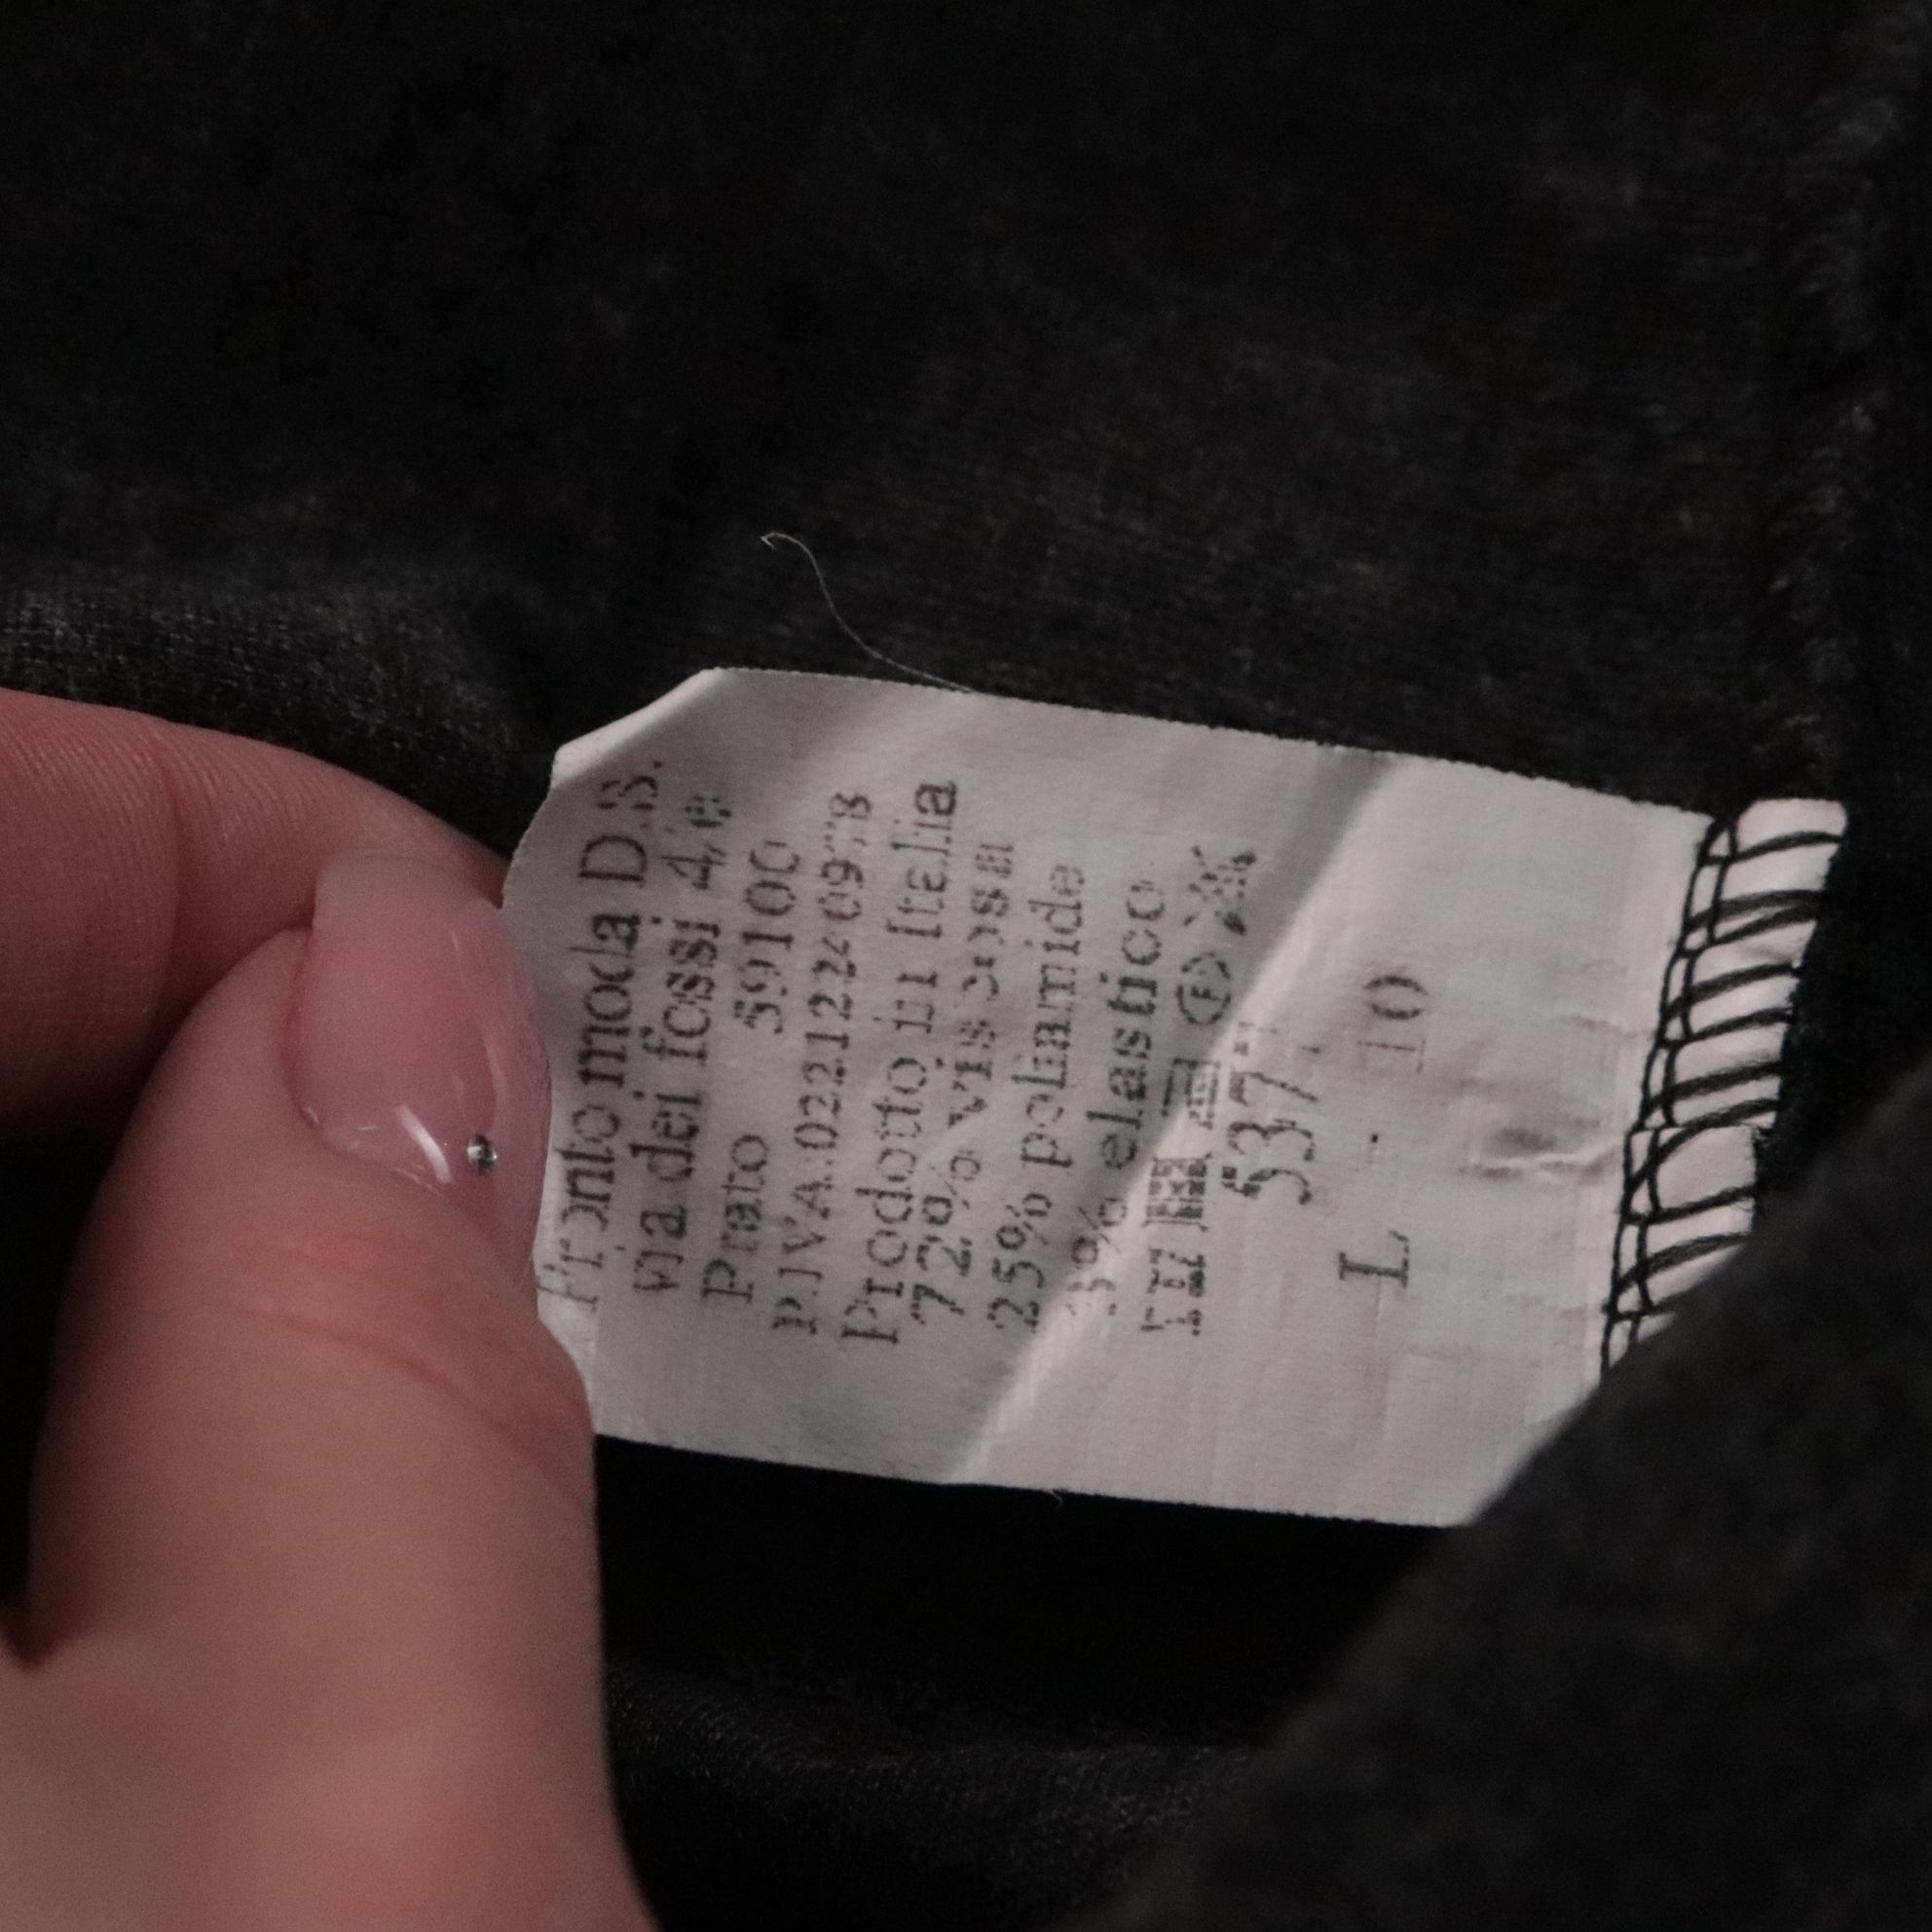 Pronto moda D.S.
via dei fossi 4/e
Prato 59100
P.IVA.02212240978
Prodotto in Italia
72% viscosa
25% poliamide
3% elastico
537
L - 10